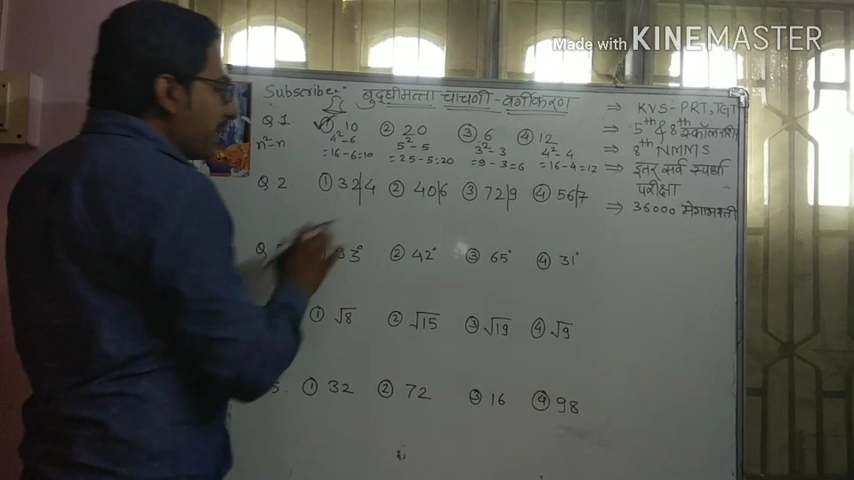 Made with KINEMASTER
Subscribe:- बुद्धीमत्ता चाचणी - वर्गीकरण
⇒ KVS-PRT, TGT
⇒ 5th & 8th स्कॉलरशीप
⇒ 8th NMMS
⇒ इतर सर्व स्पर्धा
परीक्षा
⇒ 36000 मेगाभरती
Q 1 ① 10 ② 20 ③ 6 ④ 12
n²-n 4²-6 5²-5 3²-3 4²-4
=16-6=10 =25-5=20 =9-3=6 =16-4=12
Q 2 ① 32|4 ② 40|6 ③ 72|9 ④ 56|7
Q 33° ② 42° ③ 65° ④ 31°
① √8 ② √15 ③ √19 ④ √9
5. ① 32 ② 72 ③ 16 ④ 98